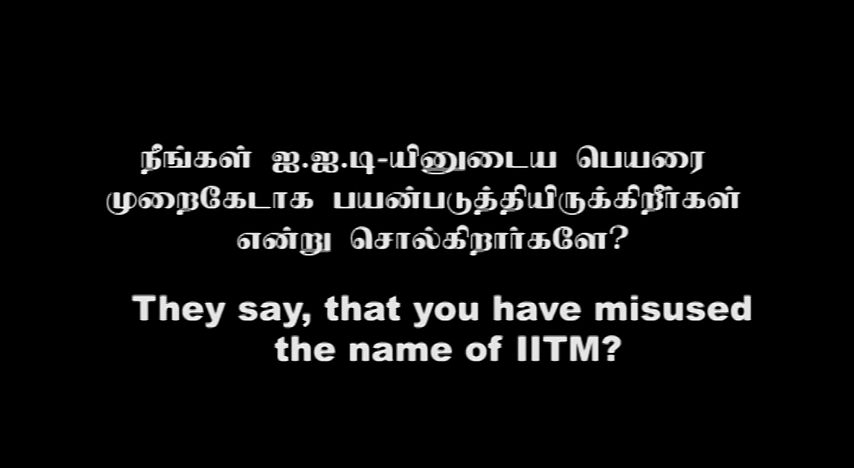 நீங்கள் ஐ.ஐ.டி-யினுடைய பெயரை
முறைகேடாக பயன்படுத்தியிருக்கிறீர்கள்
என்று சொல்கிறார்களே?
They say, that you have misused
the name of IITM?